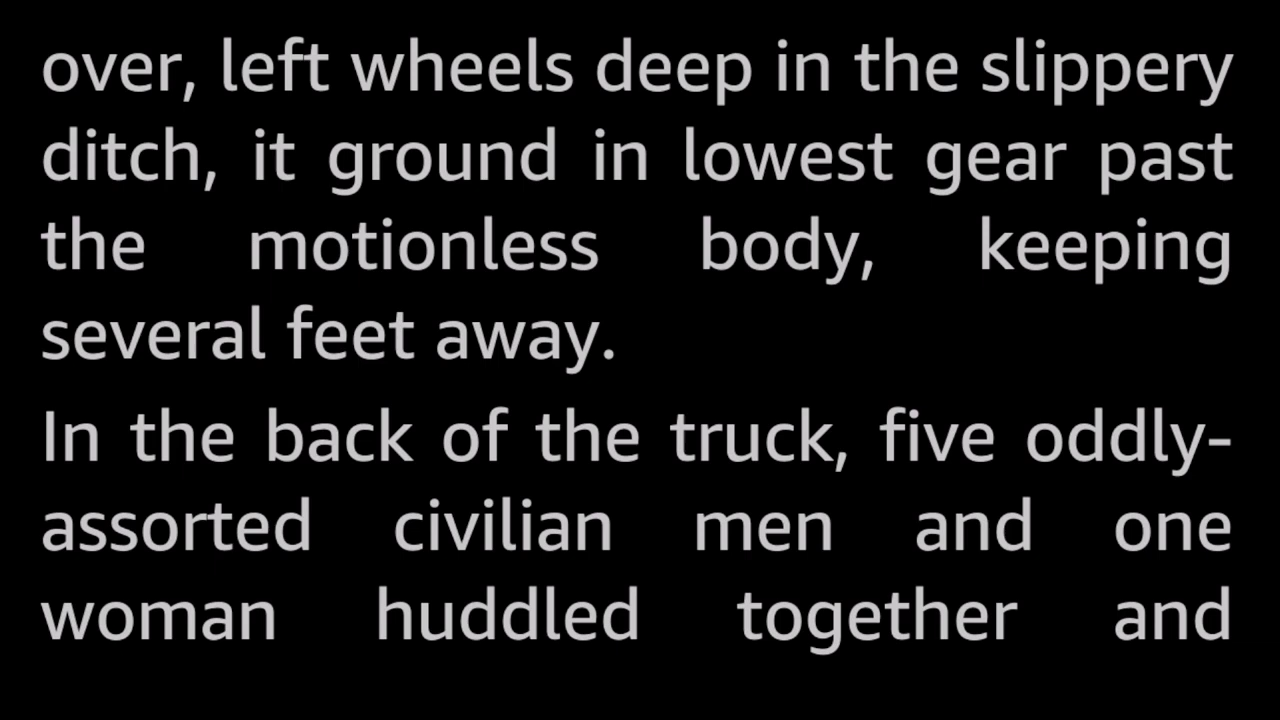 over, left wheels deep in the slippery
ditch, it ground in lowest gear past
the motionless body, keeping
several feet away.
In the back of the truck, five oddly-
assorted civilian men and one
woman huddled together and